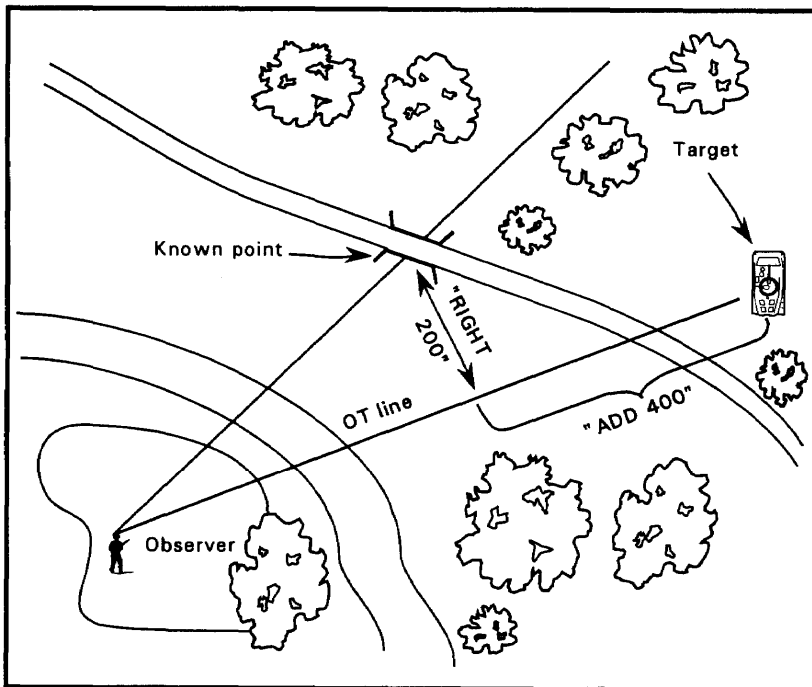 Target
Known point
"RIGHT
200"
OT line
"ADD 400"
Observer